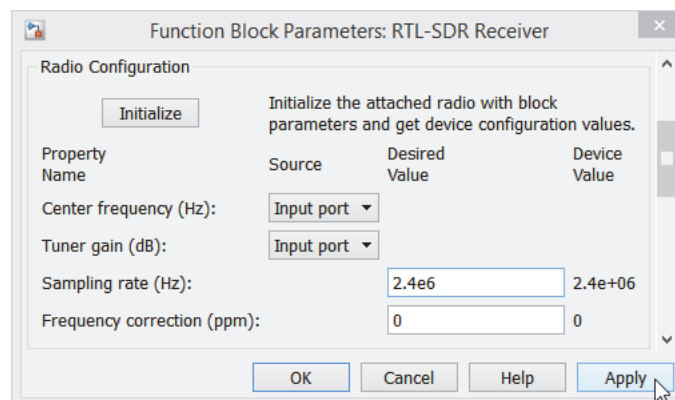 Function Block Parameters: RTL-SDR Receiver
Radio Configuration
Initialize
Initialize the attached radio with block
parameters and get device configuration values.
Property Name Source Desired Value Device Value
Center frequency (Hz): Input port
Tuner gain (dB): Input port
Sampling rate (Hz): 2.4e6 2.4e+06
Frequency correction (ppm): 0 0
OK Cancel Help Apply